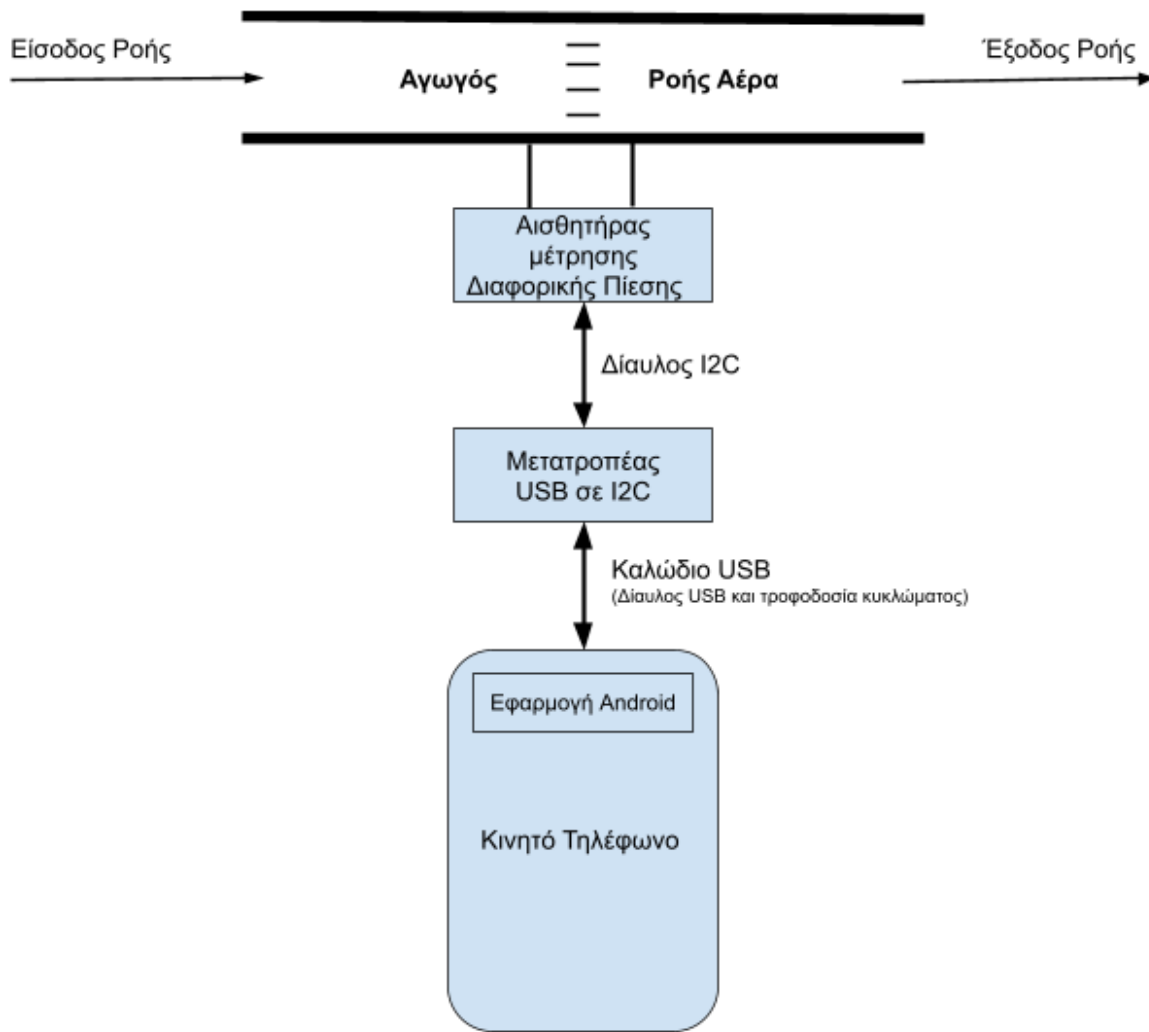 Είσοδος Ροής
Έξοδος Ροής
Αγωγός
Ροής Αέρα
Αισθητήρας
μέτρησης
Διαφορικής Πίεσης
Δίαυλος I2C
Μετατροπέας
USB σε I2C
Καλώδιο USB
(Δίαυλος USB και τροφοδοσία κυκλώματος)
Εφαρμογή Android
Κινητό Τηλέφωνο